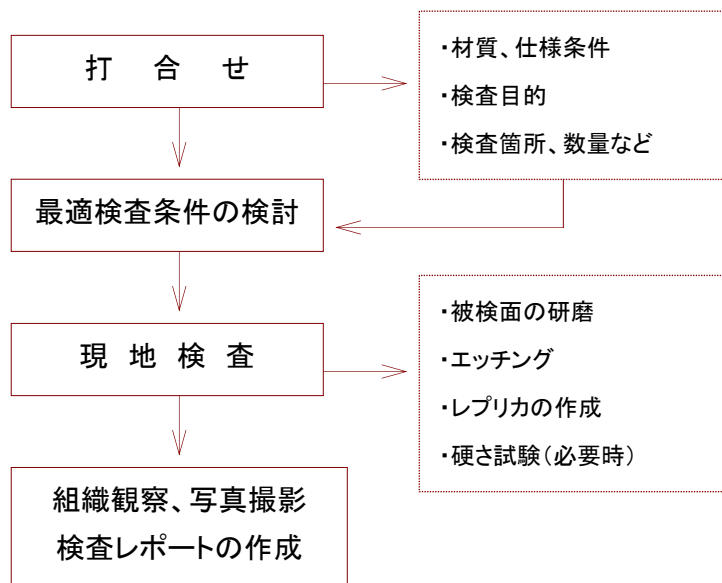 打 合 せ
・材質、仕様条件
・検査目的
・検査箇所、数量など
最適検査条件の検討
現 地 検 査
・被検面の研磨
・エッチング
・レプリカの作成
・硬さ試験（必要時）
組織観察、写真撮影
検査レポートの作成